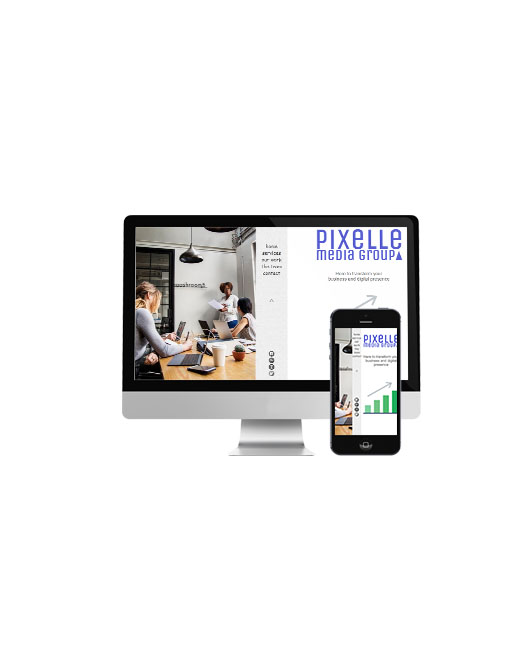 home
services
our work
the team
contact
PIXELLE
MEDIA GROUP
Here to transform your
business and digital presence
PIXELLE
MEDIA GROUP
Here to transform you
business and digital
presence